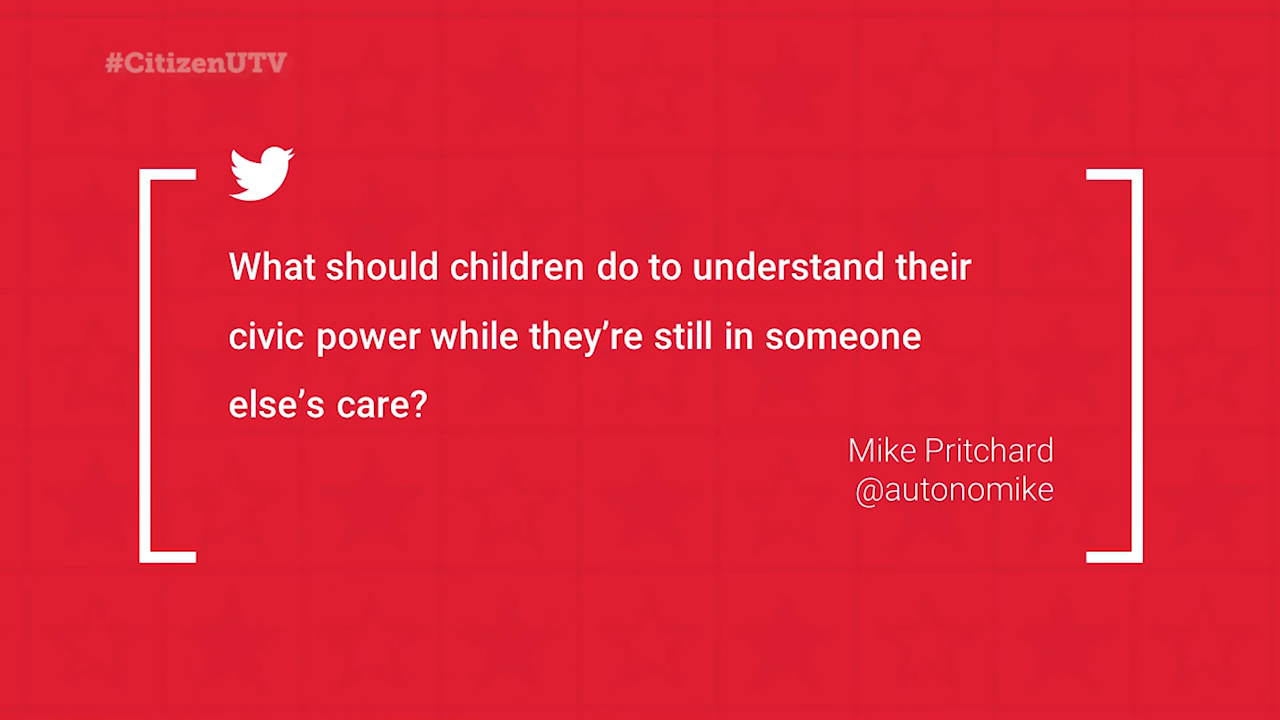 #CitizenUTV
What should children do to understand their
civic power while they’re still in someone
else’s care?
Mike Pritchard
@autonomike